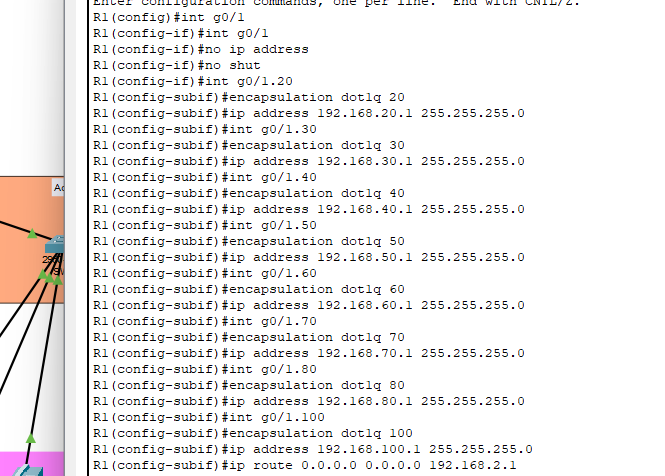 Enter configuration commands, one per line. End with CNTL/Z.
R1(config)#int g0/1
R1(config-if)#int g0/1
R1(config-if)#no ip address
R1(config-if)#no shut
R1(config-if)#int g0/1.20
R1(config-subif)#encapsulation dot1q 20
R1(config-subif)#ip address 192.168.20.1 255.255.255.0
R1(config-subif)#int g0/1.30
R1(config-subif)#encapsulation dot1q 30
R1(config-subif)#ip address 192.168.30.1 255.255.255.0
R1(config-subif)#int g0/1.40
R1(config-subif)#encapsulation dot1q 40
R1(config-subif)#ip address 192.168.40.1 255.255.255.0
R1(config-subif)#int g0/1.50
R1(config-subif)#encapsulation dot1q 50
R1(config-subif)#ip address 192.168.50.1 255.255.255.0
R1(config-subif)#int g0/1.60
R1(config-subif)#encapsulation dot1q 60
R1(config-subif)#ip address 192.168.60.1 255.255.255.0
R1(config-subif)#int g0/1.70
R1(config-subif)#encapsulation dot1q 70
R1(config-subif)#ip address 192.168.70.1 255.255.255.0
R1(config-subif)#int g0/1.80
R1(config-subif)#encapsulation dot1q 80
R1(config-subif)#ip address 192.168.80.1 255.255.255.0
R1(config-subif)#int g0/1.100
R1(config-subif)#encapsulation dot1q 100
R1(config-subif)#ip address 192.168.100.1 255.255.255.0
R1(config-subif)#ip route 0.0.0.0 0.0.0.0 192.168.2.1